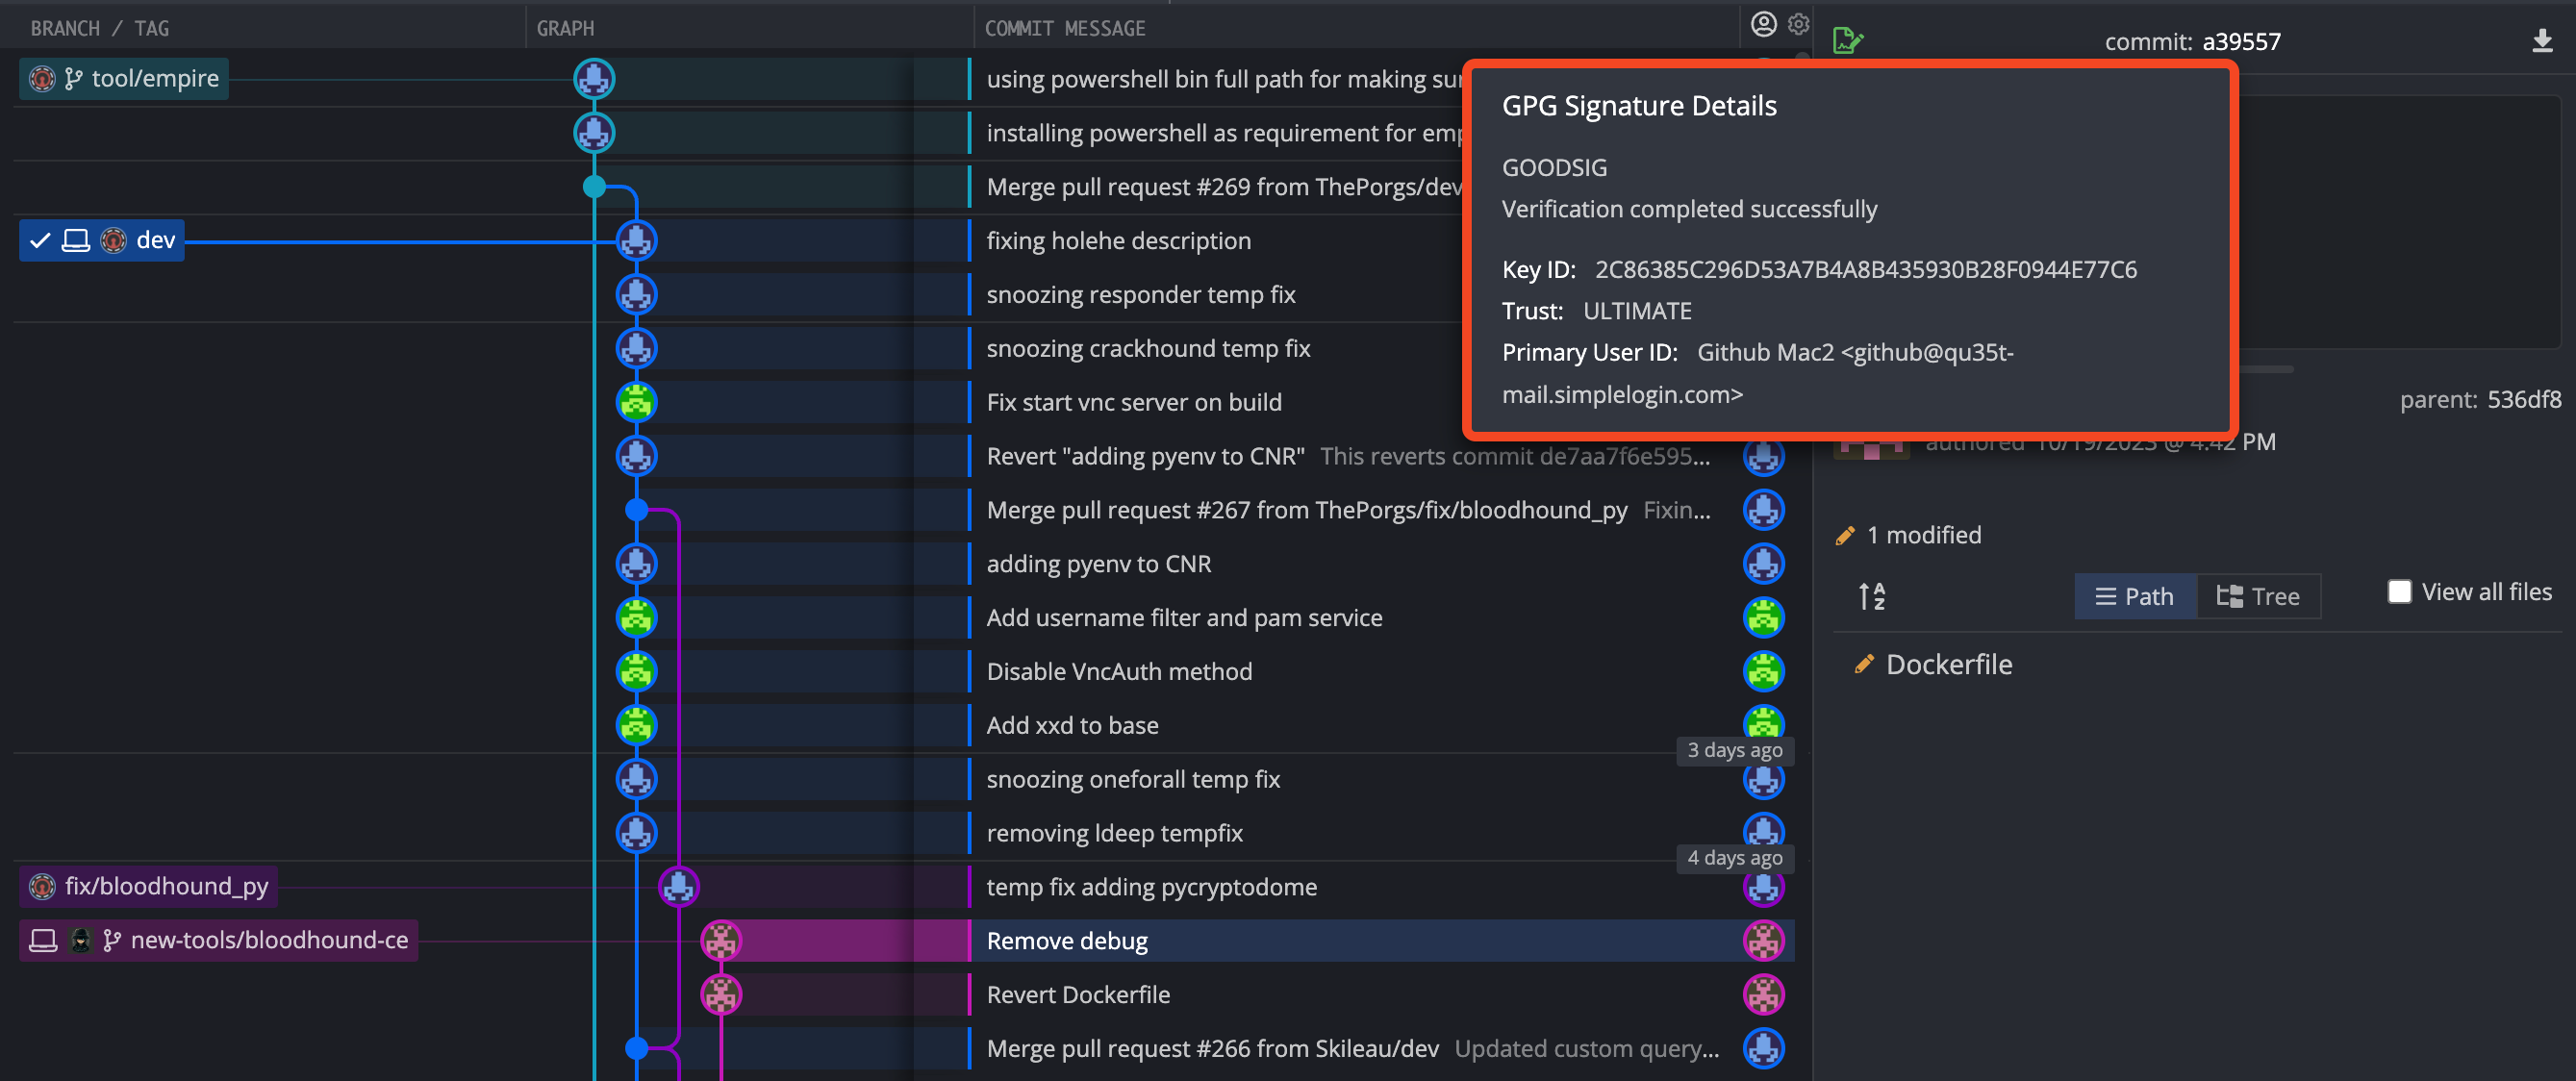 BRANCH / TAG
GRAPH
COMMIT MESSAGE
commit: a39557
tool/empire
using powershell bin full path for making sur
installing powershell as requirement for emp
Merge pull request #269 from ThePorgs/dev
dev
fixing holehe description
snoozing responder temp fix
snoozing crackhound temp fix
Fix start vnc server on build
Revert "adding pyenv to CNR" This reverts commit de7aa7f6e595...
Merge pull request #267 from ThePorgs/fix/bloodhound_py Fixin...
adding pyenv to CNR
Add username filter and pam service
Disable VncAuth method
Add xxd to base
3 days ago
snoozing oneforall temp fix
removing ldeep tempfix
4 days ago
fix/bloodhound_py
temp fix adding pycryptodome
new-tools/bloodhound-ce
Remove debug
Revert Dockerfile
Merge pull request #266 from Skileau/dev Updated custom query...
GPG Signature Details
GOODSIG
Verification completed successfully
Key ID: 2C86385C296D53A7B4A8B435930B28F0944E77C6
Trust: ULTIMATE
Primary User ID: Github Mac2 <github@qu35t-
mail.simplelogin.com>
parent: 536df8
authored 10/19/2023 @ 4:42 PM
1 modified
A
Z
Path
Tree
View all files
Dockerfile